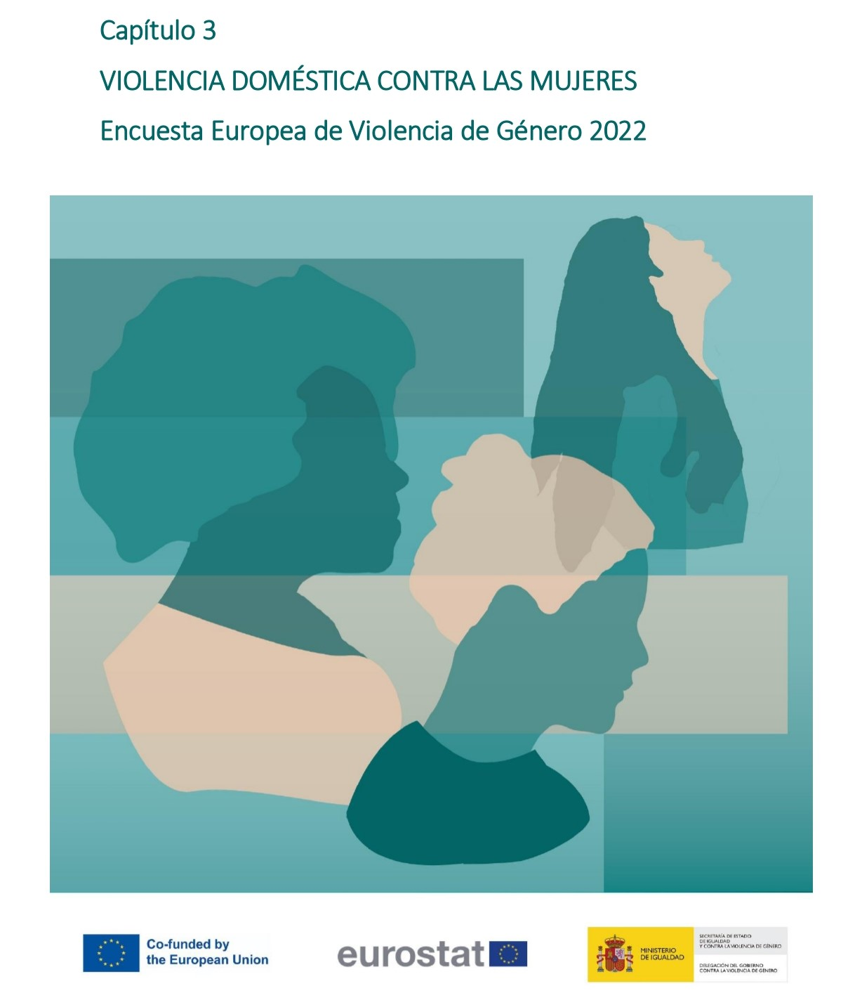 Capítulo 3
VIOLENCIA DOMÉSTICA CONTRA LAS MUJERES
Encuesta Europea de Violencia de Género 2022
Co-funded by
the European Union
eurostat
MINISTERIO
DE IGUALDAD
SECRETARÍA DE ESTADO
DE IGUALDAD
Y CONTRA LA VIOLENCIA DE GÉNERO
DELEGACIÓN DEL GOBIERNO
CONTRA LA VIOLENCIA DE GÉNERO